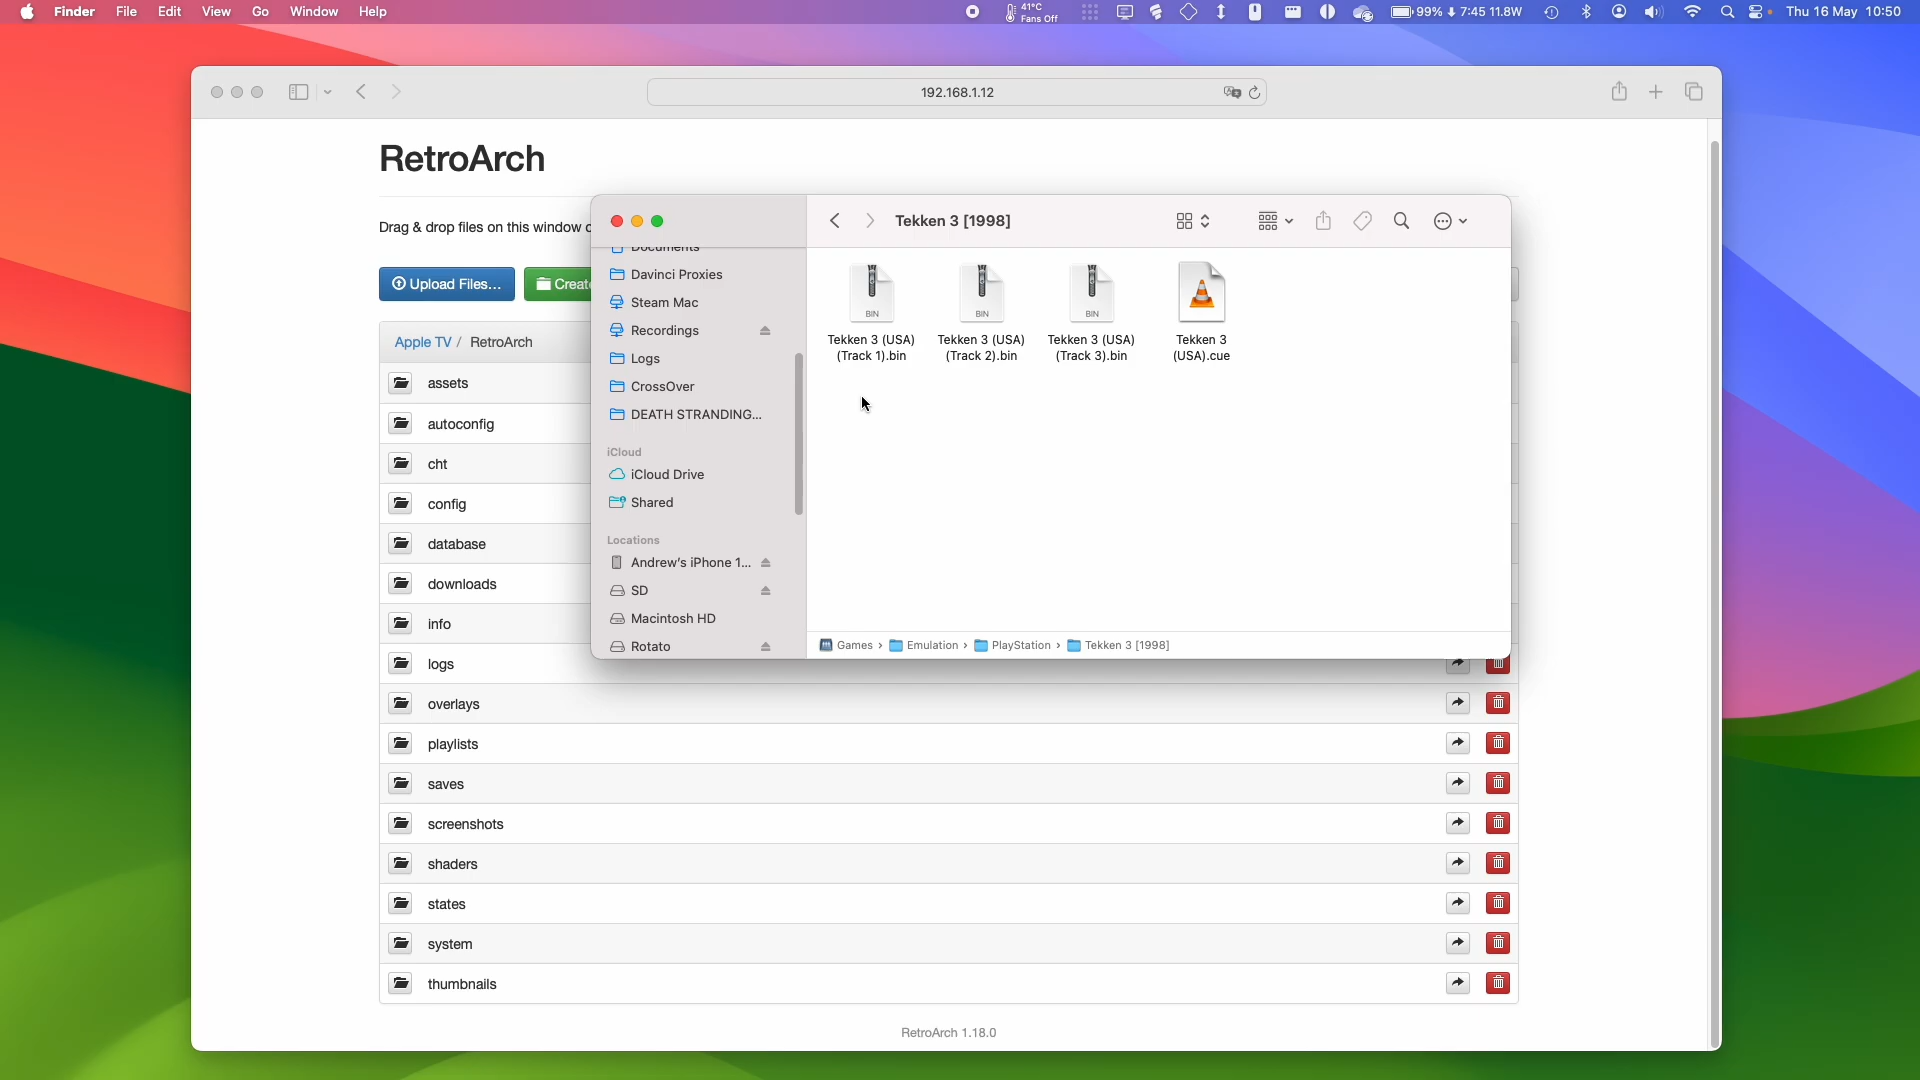 Finder File Edit View Go Window Help
41°C
Fans Off
99% 7:45 11.8W
Thu 16 May 10:50
192.168.1.12
RetroArch
Drag & drop files on this window
Upload Files...
Create
Apple TV / RetroArch
assets
autoconfig
cht
config
database
downloads
info
logs
overlays
playlists
saves
screenshots
shaders
states
system
thumbnails
RetroArch 1.18.0
Documents
Davinci Proxies
Steam Mac
Recordings
Logs
CrossOver
DEATH STRANDING...
iCloud
iCloud Drive
Shared
Locations
Andrew's iPhone 1...
SD
Macintosh HD
Rotato
Tekken 3 [1998]
BIN
Tekken 3 (USA)
(Track 1).bin
BIN
Tekken 3 (USA)
(Track 2).bin
BIN
Tekken 3 (USA)
(Track 3).bin
Tekken 3
(USA).cue
Games › Emulation › PlayStation › Tekken 3 [1998]